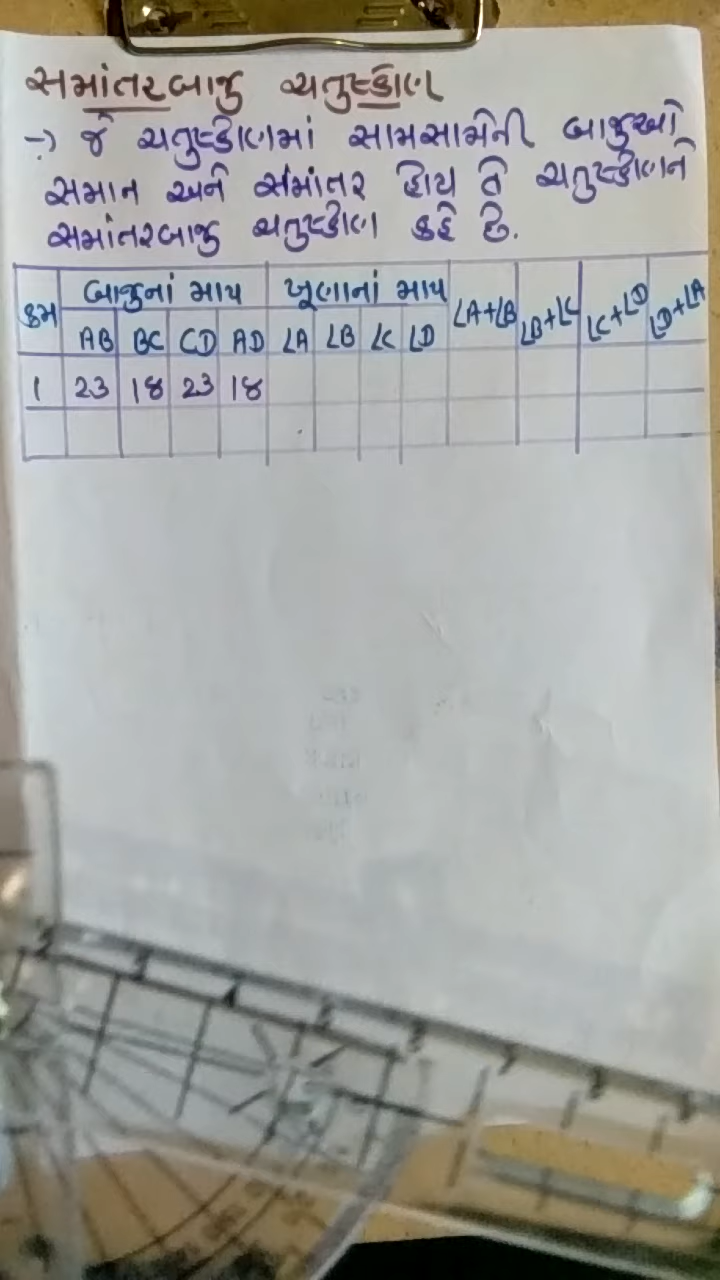 સમાંતરબાજુ ચતુષ્કોણ
→ જે ચતુષ્કોણમાં સામસામેની બાજુઓ
સમાન અને સમાંતર હોય તે ચતુષ્કોણને
સમાંતરબાજુ ચતુષ્કોણ કહે છે.
ક્રમ બાજુનાં માપ ખૂણાનાં માપ ∠A+∠B ∠B+∠C ∠C+∠D ∠D+∠A
AB BC CD AD ∠A ∠B ∠C ∠D
1 23 18 23 18